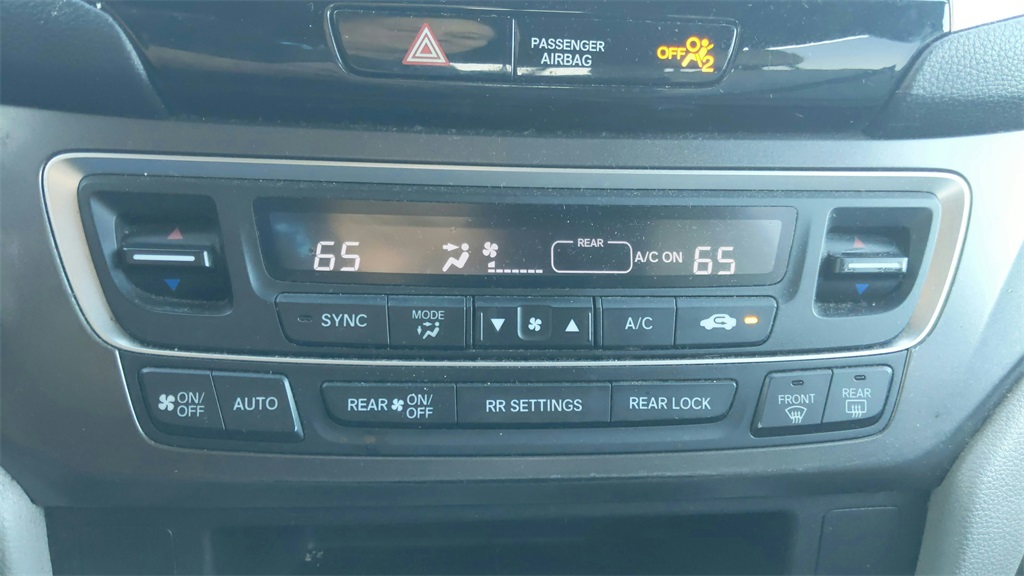 PASSENGER
AIRBAG
OFF 2
65
REAR
A/C ON
65
SYNC
MODE
A/C
ON/
OFF
AUTO
REAR ON/
OFF
RR SETTINGS
REAR LOCK
FRONT
REAR